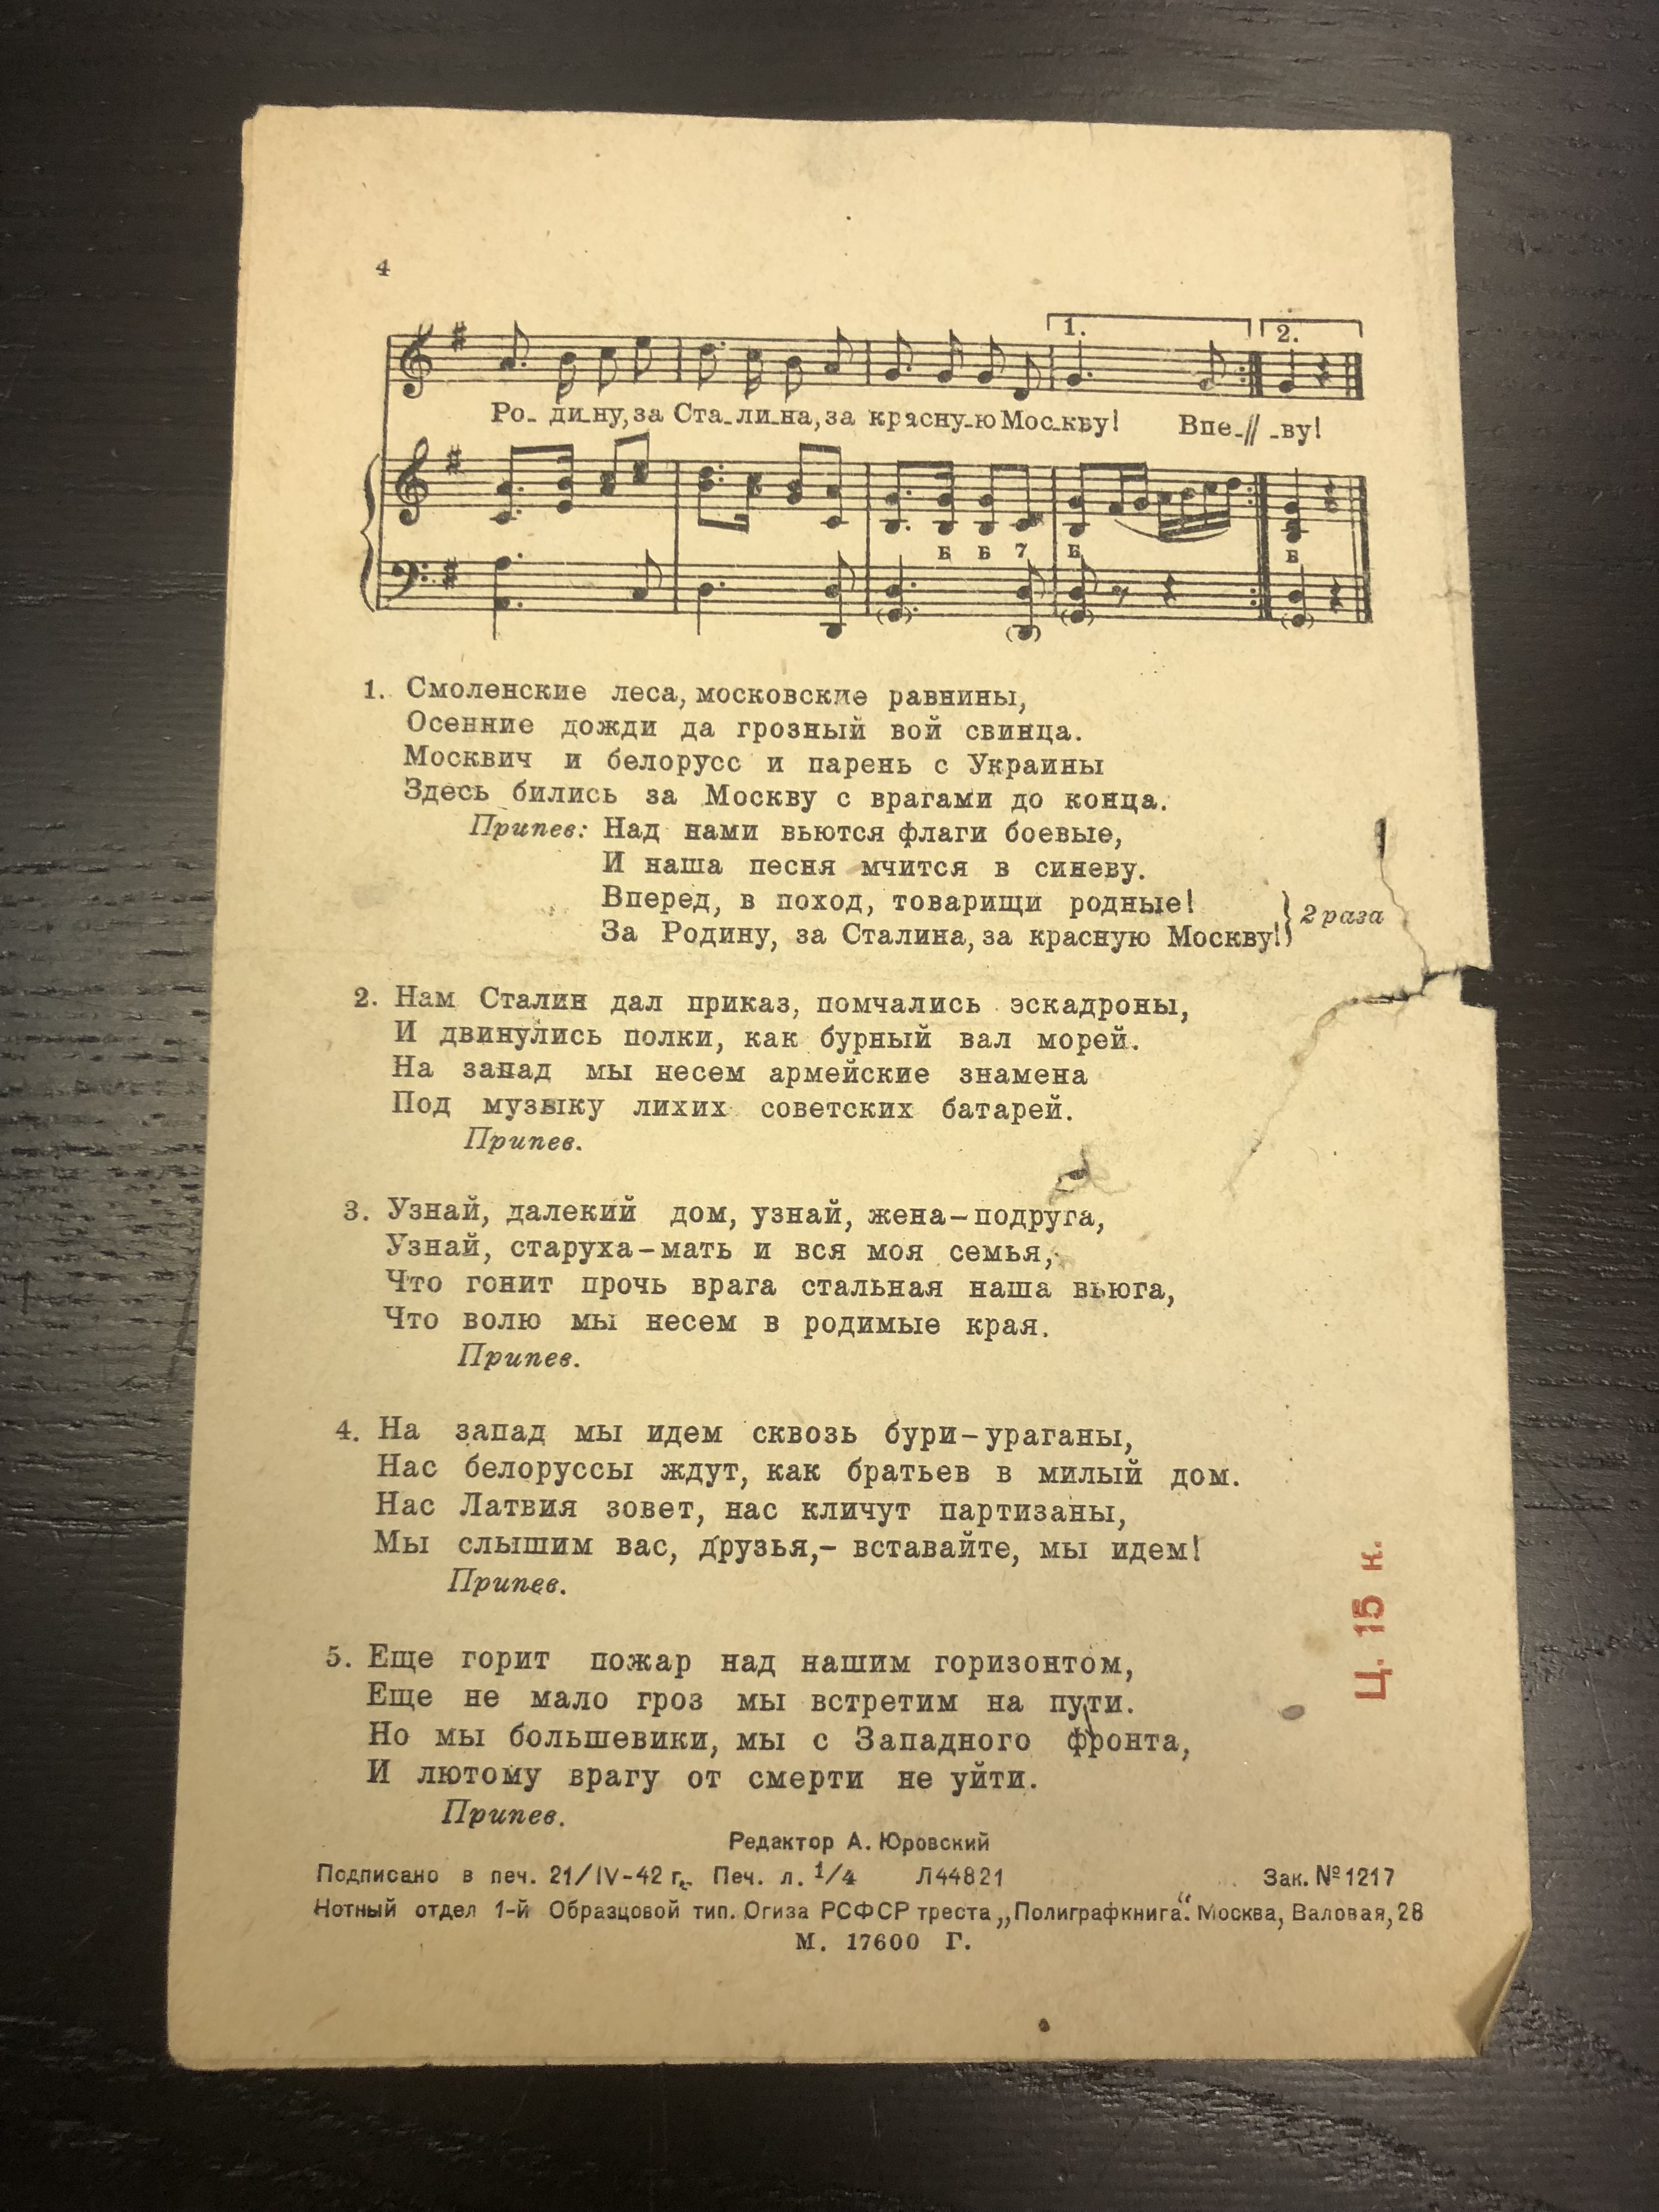 4
1. 2.
Ро- ди-ну, за Ста-ли-на, за красну-ю Мос-кву! Впе-// -ву!
Б Б 7 Б Б
1. Смоленские леса, московские равнины,
Осенние дожди да грозный вой свинца.
Москвич и белорусс и парень с Украины
Здесь бились за Москву с врагами до конца.
Припев: Над нами вьются флаги боевые,
И наша песня мчится в синеву.
Вперед, в поход, товарищи родные!
За Родину, за Сталина, за красную Москву! } 2 раза
2. Нам Сталин дал приказ, помчались эскадроны,
И двинулись полки, как бурный вал морей.
На запад мы несем армейские знамена
Под музыку лихих советских батарей.
Припев.
3. Узнай, далекий дом, узнай, жена-подруга,
Узнай, старуха-мать и вся моя семья,
Что гонит прочь врага стальная наша вьюга,
Что волю мы несем в родимые края.
Припев.
4. На запад мы идем сквозь бури-ураганы,
Нас белоруссы ждут, как братьев в милый дом.
Нас Латвия зовет, нас кличут партизаны,
Мы слышим вас, друзья,- вставайте, мы идем!
Припев.
5. Еще горит пожар над нашим горизонтом,
Еще не мало гроз мы встретим на пути.
Но мы большевики, мы с Западного фронта,
И лютому врагу от смерти не уйти.
Припев.
Редактор А. Юровский
Подписано в печ. 21/IV-42 г. Печ. л. 1/4 Л44821 Зак. №1217
Нотный отдел 1-й Образцовой тип. Огиза РСФСР треста „Полиграфкнига“. Москва, Валовая, 28
М. 17600 Г.
Ц. 15 к.